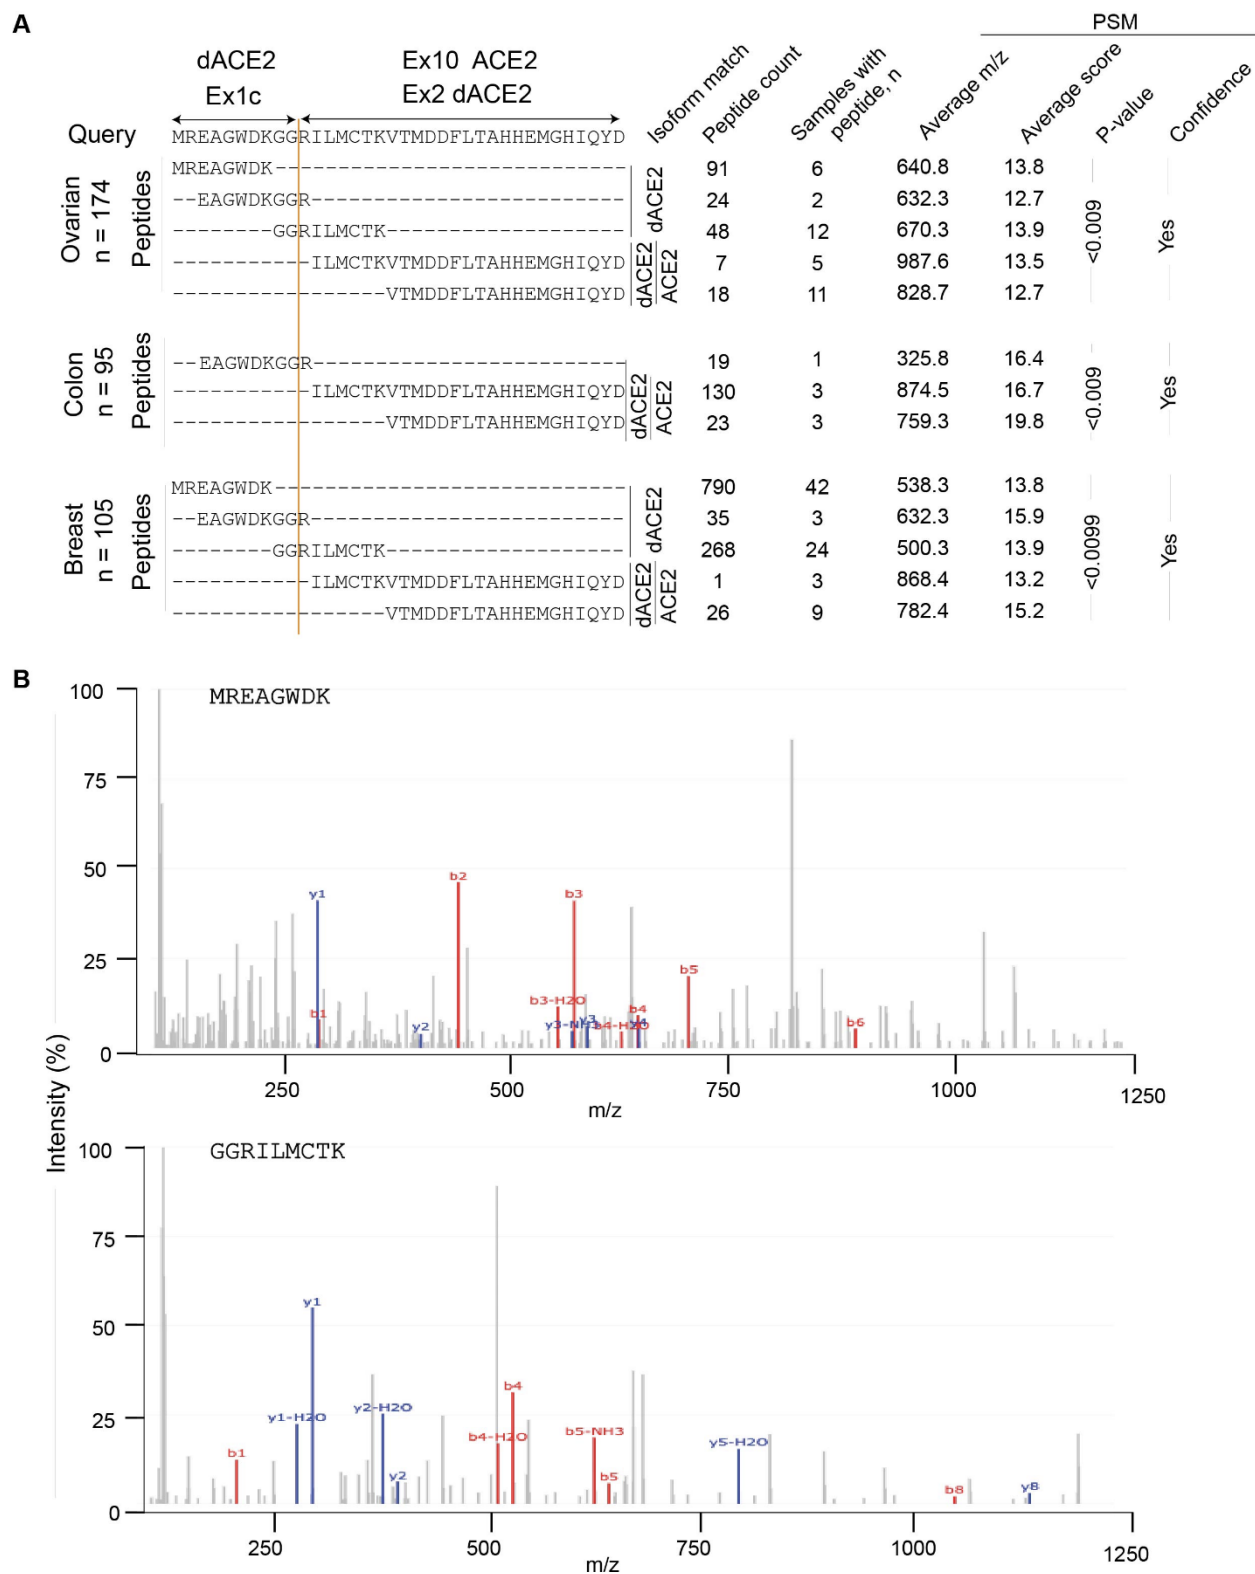 A
PSM
dACE2 Ex10 ACE2
Ex1c Ex2 dACE2
Isoform match
Peptide count
Samples with peptide, n
Average m/z
Average score
P-value
Confidence
Query MREAGWDKGGRILMCTKVTMDDFLTAHHEMGHIQYD
Ovarian
n = 174
Peptides
MREAGWDK---------------------------- 91 6 640.8 13.8
--EAGWDKGGR------------------------- 24 2 632.3 12.7
--------GGRILMCTK------------------- 48 12 670.3 13.9
-----------ILMCTKVTMDDFLTAHHEMGHIQYD 7 5 987.6 13.5
-----------------VTMDDFLTAHHEMGHIQYD 18 11 828.7 12.7
dACE2
dACE2
ACE2
<0.009
Yes
Colon
n = 95
Peptides
--EAGWDKGGR------------------------- 19 1 325.8 16.4
-----------ILMCTKVTMDDFLTAHHEMGHIQYD 130 3 874.5 16.7
-----------------VTMDDFLTAHHEMGHIQYD 23 3 759.3 19.8
dACE2
ACE2
<0.009
Yes
Breast
n = 105
Peptides
MREAGWDK---------------------------- 790 42 538.3 13.8
--EAGWDKGGR------------------------- 35 3 632.3 15.9
--------GGRILMCTK------------------- 268 24 500.3 13.9
-----------ILMCTKVTMDDFLTAHHEMGHIQYD 1 3 868.4 13.2
-----------------VTMDDFLTAHHEMGHIQYD 26 9 782.4 15.2
dACE2
dACE2
ACE2
<0.0099
Yes
B
Intensity (%)
MREAGWDK
100
75
50
25
0
y1
b1
y2
b2
b3-H2O
b3
y3-NH3
y3
b4-H2O
b4
y4
b5
b6
250 500 750 1000 1250
m/z
GGRILMCTK
100
75
50
25
0
b1
y1-H2O
y1
y2-H2O
y2
b4-H2O
b4
b5-NH3
b5
y5-H2O
b8
y8
250 500 750 1000 1250
m/z